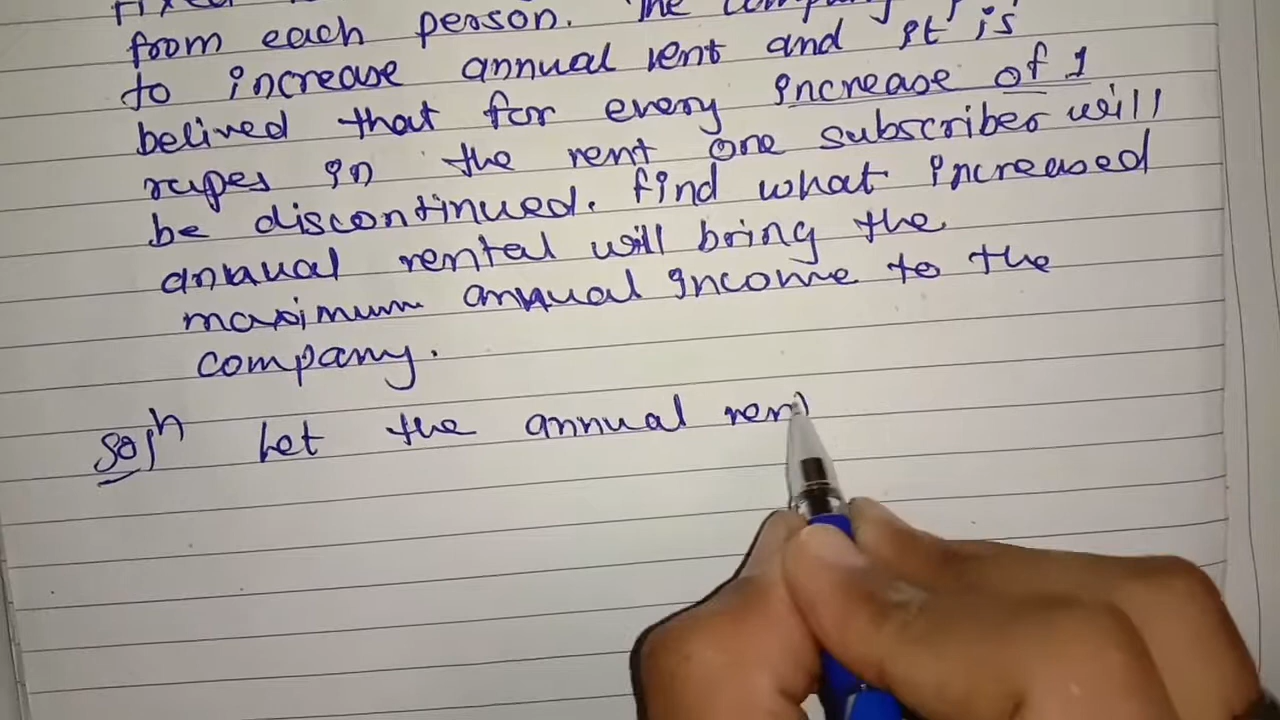 from each person. The company
to increase annual rent and it is
belived that for every increase of 1
rupes in the rent one subscriber will
be discontinued. find what increased
annual rental will bring the
maximum annual income to the
company.
Soln Let the annual ren